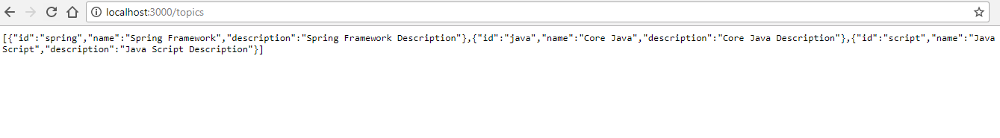 localhost:3000/topics
[{"id":"spring","name":"Spring Framework","description":"Spring Framework Description"},{"id":"java","name":"Core Java","description":"Core Java Description"},{"id":"script","name":"Java
Script","description":"Java Script Description"}]